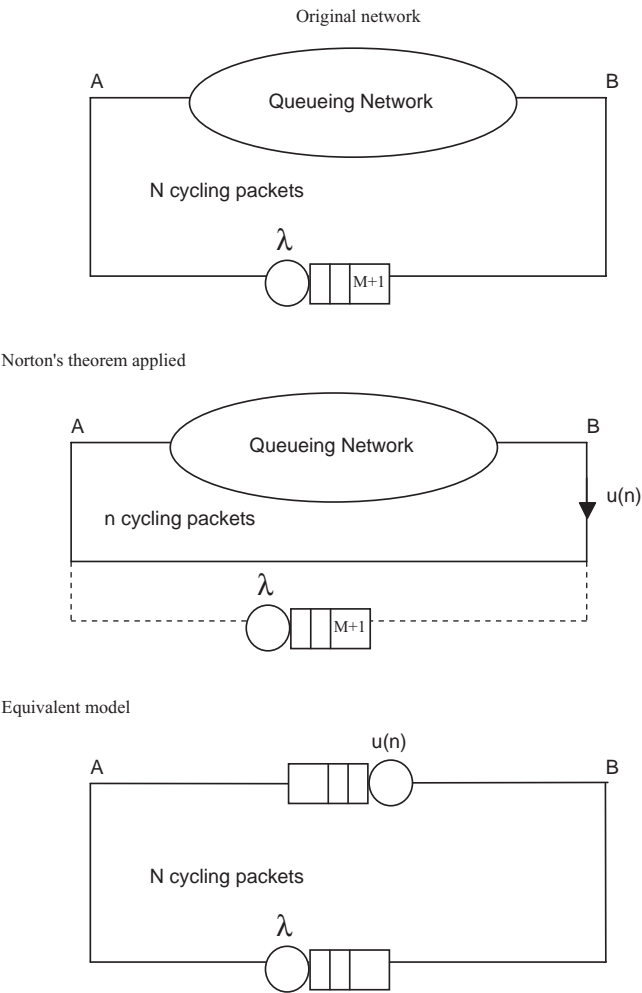 Original network
A
B
Queueing Network
N cycling packets
λ
M+1
Norton's theorem applied
A
B
Queueing Network
u(n)
n cycling packets
λ
M+1
Equivalent model
u(n)
A
B
N cycling packets
λ